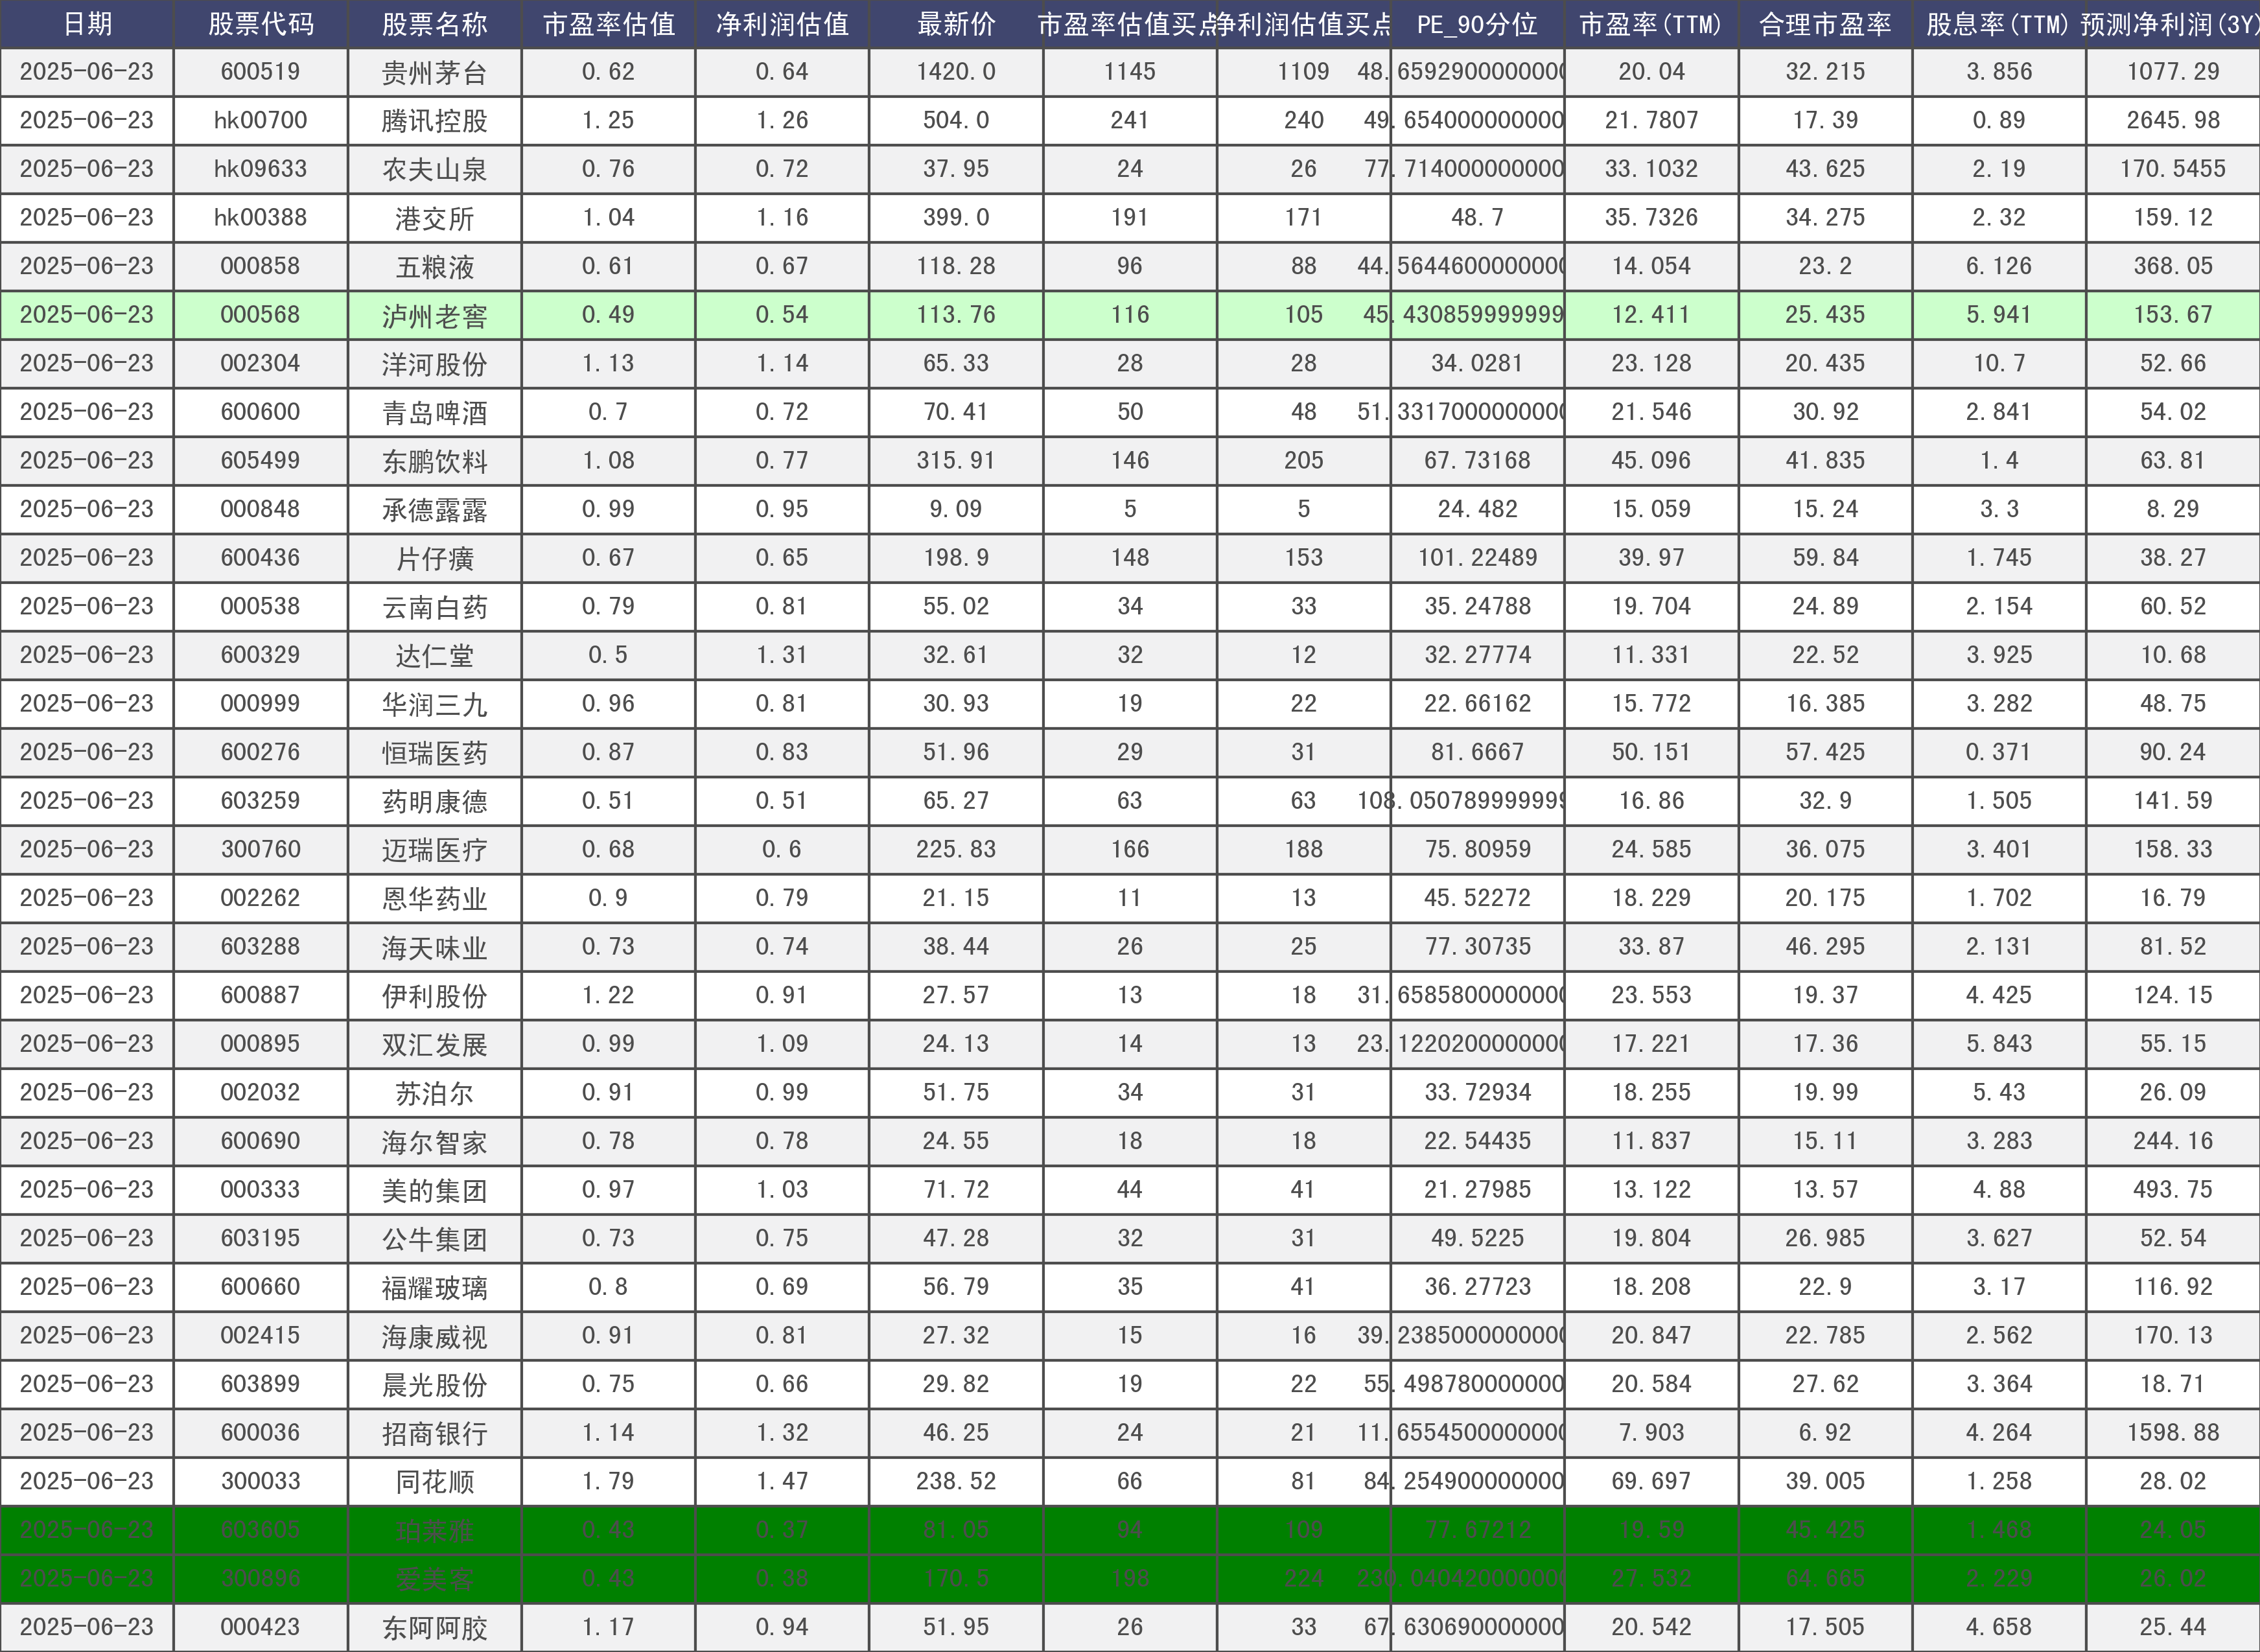 日期 股票代码 股票名称 市盈率估值 净利润估值 最新价 市盈率估值买点 净利润估值买点 PE_90分位 市盈率(TTM) 合理市盈率 股息率(TTM) 预测净利润(3Y)
2025-06-23 600519 贵州茅台 0.62 0.64 1420.0 1145 1109 48.6592900000000 20.04 32.215 3.856 1077.29
2025-06-23 hk00700 腾讯控股 1.25 1.26 504.0 241 240 49.654000000000 21.7807 17.39 0.89 2645.98
2025-06-23 hk09633 农夫山泉 0.76 0.72 37.95 24 26 77.714000000000 33.1032 43.625 2.19 170.5455
2025-06-23 hk00388 港交所 1.04 1.16 399.0 191 171 48.7 35.7326 34.275 2.32 159.12
2025-06-23 000858 五粮液 0.61 0.67 118.28 96 88 44.5644600000000 14.054 23.2 6.126 368.05
2025-06-23 000568 泸州老窖 0.49 0.54 113.76 116 105 45.430859999999 12.411 25.435 5.941 153.67
2025-06-23 002304 洋河股份 1.13 1.14 65.33 28 28 34.0281 23.128 20.435 10.7 52.66
2025-06-23 600600 青岛啤酒 0.7 0.72 70.41 50 48 51.3317000000000 21.546 30.92 2.841 54.02
2025-06-23 605499 东鹏饮料 1.08 0.77 315.91 146 205 67.73168 45.096 41.835 1.4 63.81
2025-06-23 000848 承德露露 0.99 0.95 9.09 5 5 24.482 15.059 15.24 3.3 8.29
2025-06-23 600436 片仔癀 0.67 0.65 198.9 148 153 101.22489 39.97 59.84 1.745 38.27
2025-06-23 000538 云南白药 0.79 0.81 55.02 34 33 35.24788 19.704 24.89 2.154 60.52
2025-06-23 600329 达仁堂 0.5 1.31 32.61 32 12 32.27774 11.331 22.52 3.925 10.68
2025-06-23 000999 华润三九 0.96 0.81 30.93 19 22 22.66162 15.772 16.385 3.282 48.75
2025-06-23 600276 恒瑞医药 0.87 0.83 51.96 29 31 81.6667 50.151 57.425 0.371 90.24
2025-06-23 603259 药明康德 0.51 0.51 65.27 63 63 108.050789999999 16.86 32.9 1.505 141.59
2025-06-23 300760 迈瑞医疗 0.68 0.6 225.83 166 188 75.80959 24.585 36.075 3.401 158.33
2025-06-23 002262 恩华药业 0.9 0.79 21.15 11 13 45.52272 18.229 20.175 1.702 16.79
2025-06-23 603288 海天味业 0.73 0.74 38.44 26 25 77.30735 33.87 46.295 2.131 81.52
2025-06-23 600887 伊利股份 1.22 0.91 27.57 13 18 31.6585800000000 23.553 19.37 4.425 124.15
2025-06-23 000895 双汇发展 0.99 1.09 24.13 14 13 23.1220200000000 17.221 17.36 5.843 55.15
2025-06-23 002032 苏泊尔 0.91 0.99 51.75 34 31 33.72934 18.255 19.99 5.43 26.09
2025-06-23 600690 海尔智家 0.78 0.78 24.55 18 18 22.54435 11.837 15.11 3.283 244.16
2025-06-23 000333 美的集团 0.97 1.03 71.72 44 41 21.27985 13.122 13.57 4.88 493.75
2025-06-23 603195 公牛集团 0.73 0.75 47.28 32 31 49.5225 19.804 26.985 3.627 52.54
2025-06-23 600660 福耀玻璃 0.8 0.69 56.79 35 41 36.27723 18.208 22.9 3.17 116.92
2025-06-23 002415 海康威视 0.91 0.81 27.32 15 16 39.2385000000000 20.847 22.785 2.562 170.13
2025-06-23 603899 晨光股份 0.75 0.66 29.82 19 22 55.498780000000 20.584 27.62 3.364 18.71
2025-06-23 600036 招商银行 1.14 1.32 46.25 24 21 11.6554500000000 7.903 6.92 4.264 1598.88
2025-06-23 300033 同花顺 1.79 1.47 238.52 66 81 84.254900000000 69.697 39.005 1.258 28.02
2025-06-23 603605 珀莱雅 0.43 0.37 81.05 94 109 77.87212 19.59 45.425 1.468 24.05
2025-06-23 300896 爱美客 0.43 0.38 170.5 198 224 230.0404200000000 27.532 64.665 2.229 26.02
2025-06-23 000423 东阿阿胶 1.17 0.94 51.95 26 33 67.630690000000 20.542 17.505 4.658 25.44